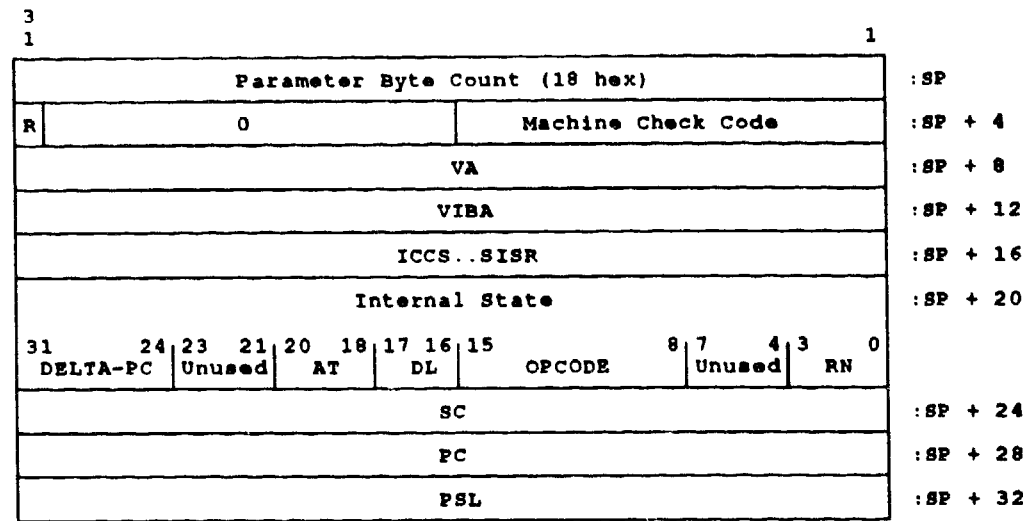 3
1 1
Parameter Byte Count (18 hex) :SP
R 0 Machine Check Code :SP + 4
VA :SP + 8
VIBA :SP + 12
ICCS..SISR :SP + 16
Internal State :SP + 20
31 24 23 21 20 18 17 16 15 8 7 4 3 0
DELTA-PC Unused AT DL OPCODE Unused RN
SC :SP + 24
PC :SP + 28
PSL :SP + 32